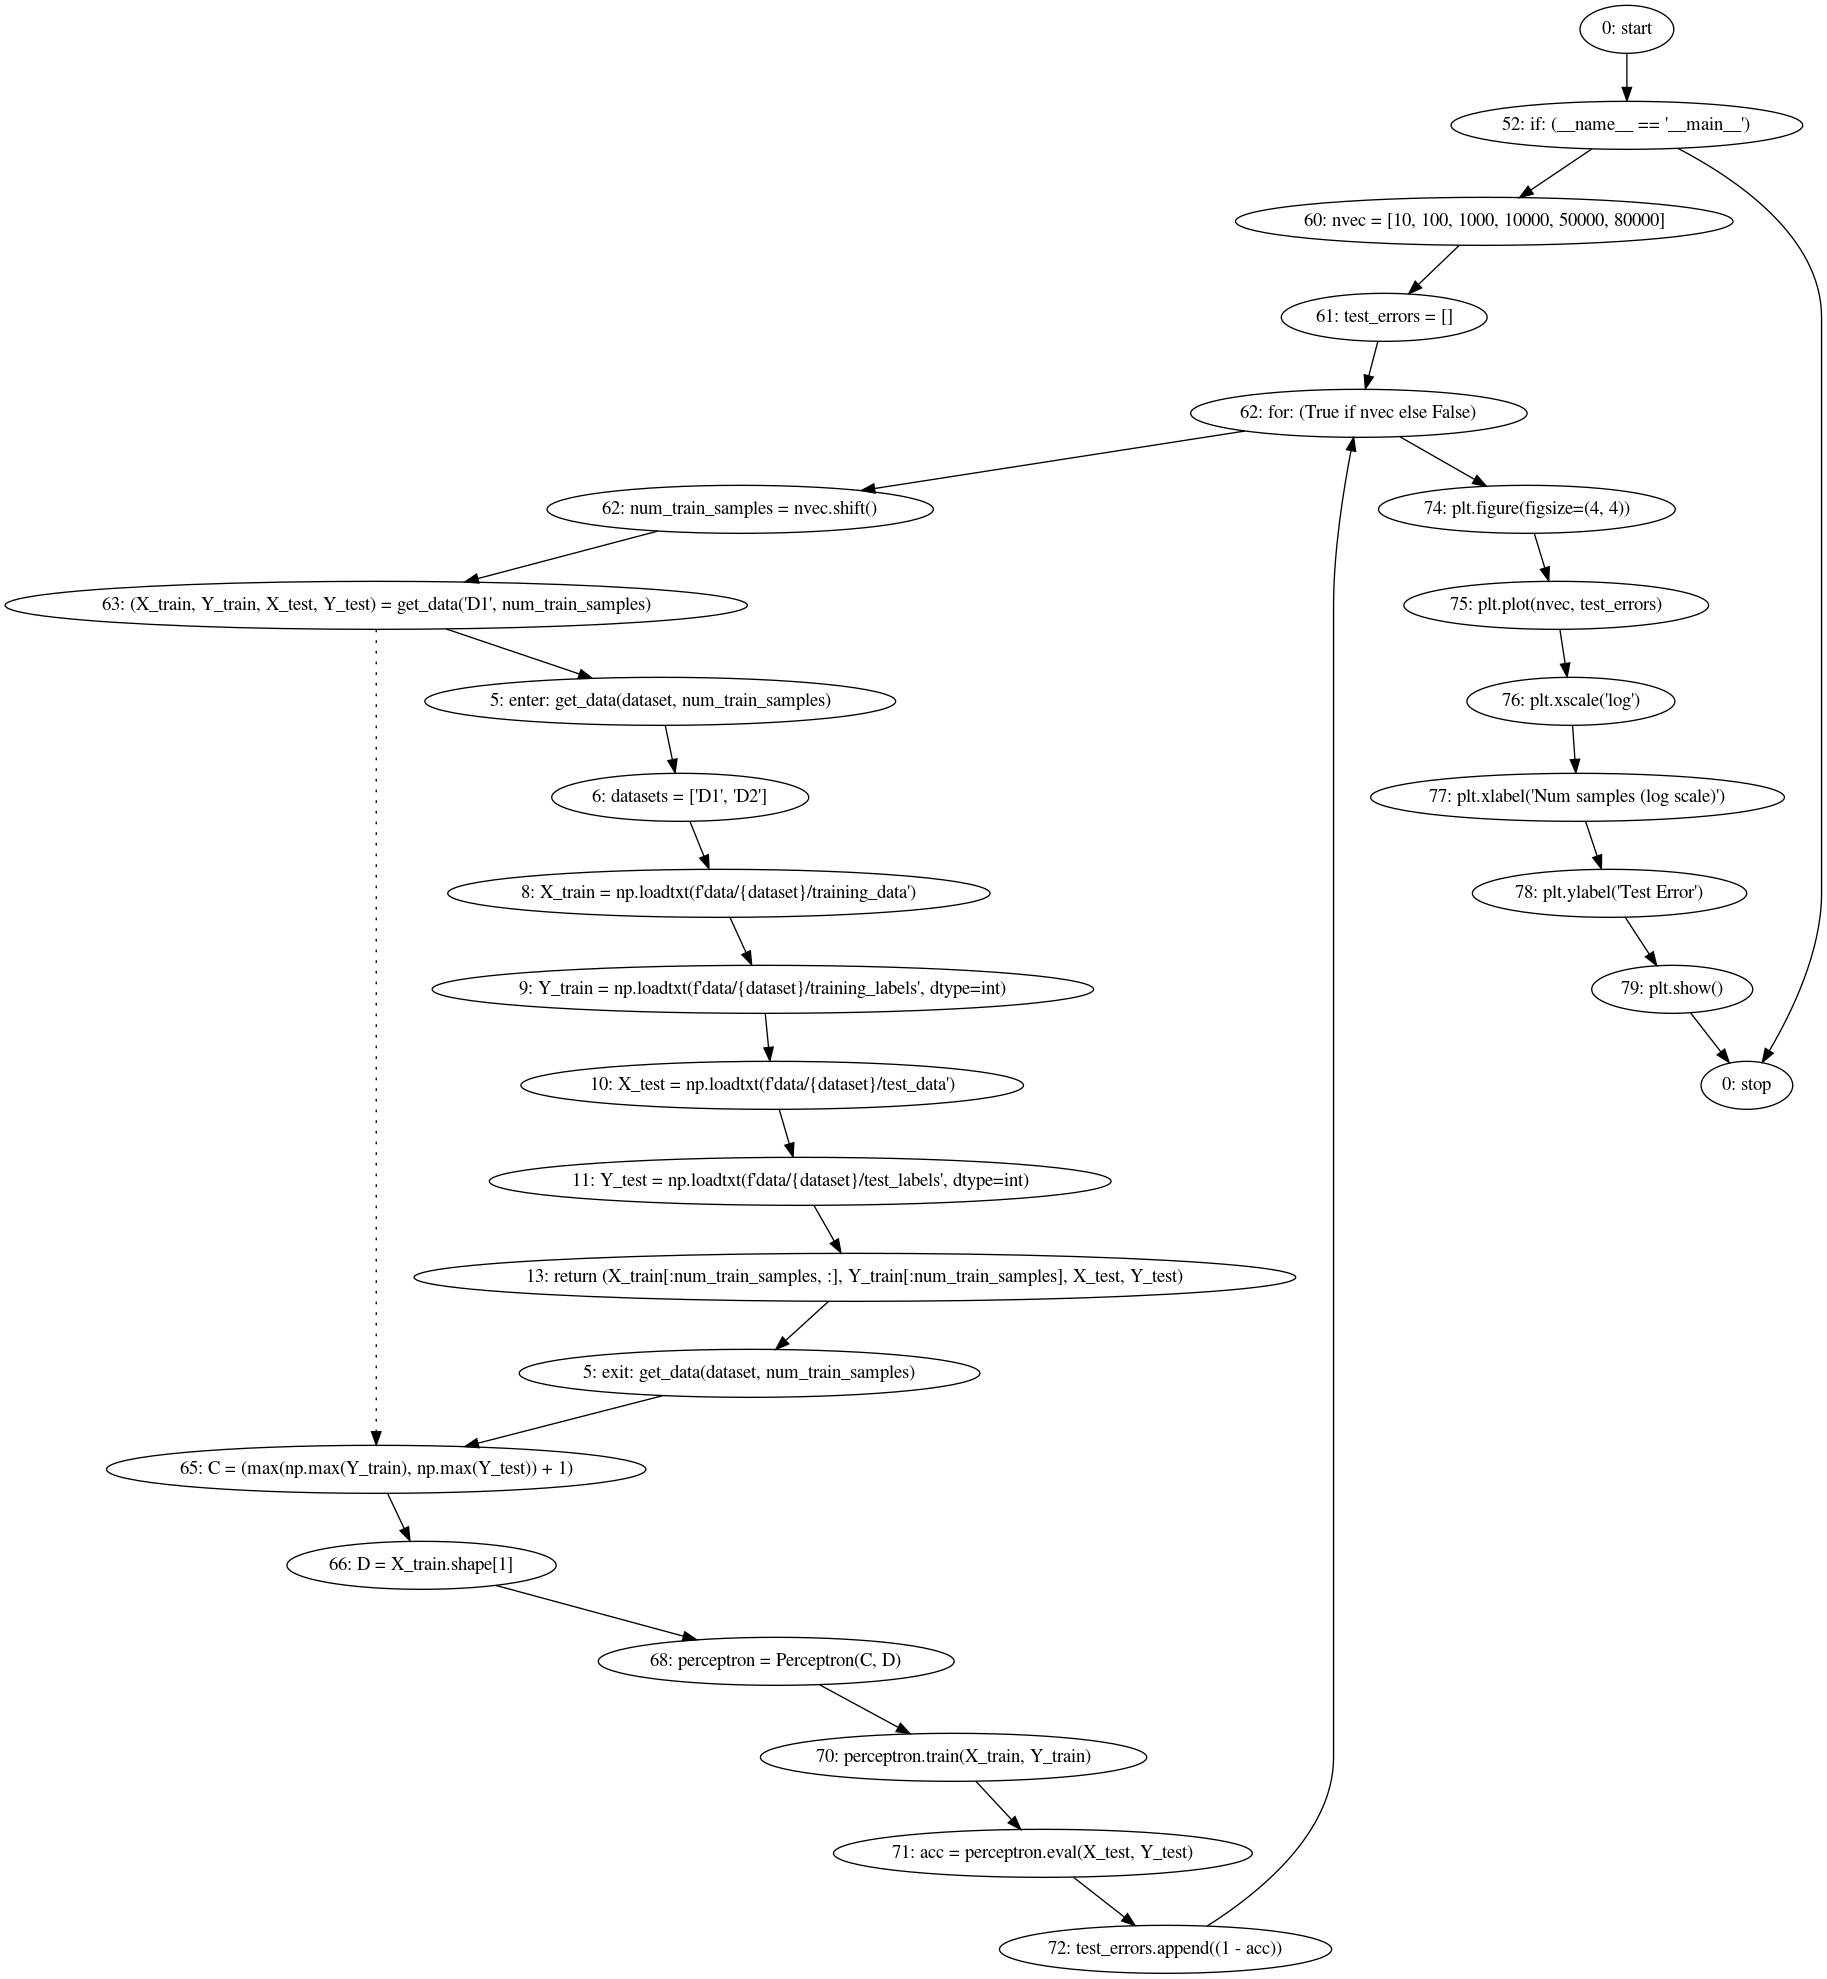 0: start
52: if: (__name__ == '__main__')
60: nvec = [10, 100, 1000, 10000, 50000, 80000]
61: test_errors = []
62: for: (True if nvec else False)
62: num_train_samples = nvec.shift()
74: plt.figure(figsize=(4, 4))
63: (X_train, Y_train, X_test, Y_test) = get_data('D1', num_train_samples)
75: plt.plot(nvec, test_errors)
5: enter: get_data(dataset, num_train_samples)
76: plt.xscale('log')
6: datasets = ['D1', 'D2']
77: plt.xlabel('Num samples (log scale)')
8: X_train = np.loadtxt(f'data/{dataset}/training_data')
78: plt.ylabel('Test Error')
9: Y_train = np.loadtxt(f'data/{dataset}/training_labels', dtype=int)
79: plt.show()
10: X_test = np.loadtxt(f'data/{dataset}/test_data')
0: stop
11: Y_test = np.loadtxt(f'data/{dataset}/test_labels', dtype=int)
13: return (X_train[:num_train_samples, :], Y_train[:num_train_samples], X_test, Y_test)
5: exit: get_data(dataset, num_train_samples)
65: C = (max(np.max(Y_train), np.max(Y_test)) + 1)
66: D = X_train.shape[1]
68: perceptron = Perceptron(C, D)
70: perceptron.train(X_train, Y_train)
71: acc = perceptron.eval(X_test, Y_test)
72: test_errors.append((1 - acc))